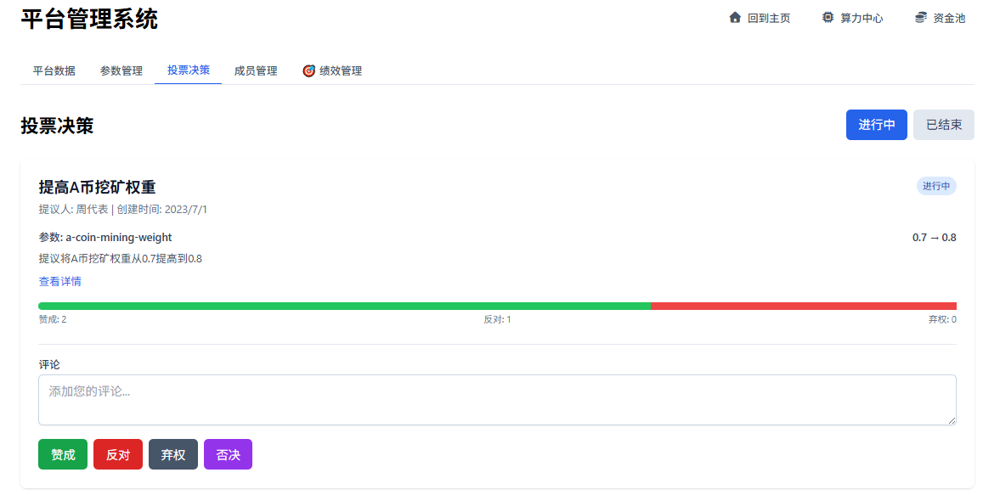 平台管理系统
回到主页 算力中心 资金池
平台数据 参数管理 投票决策 成员管理 绩效管理
投票决策
进行中 已结束
提高A币挖矿权重 进行中
提议人: 周代表 | 创建时间: 2023/7/1
参数: a-coin-mining-weight 0.7 → 0.8
提议将A币挖矿权重从0.7提高到0.8
查看详情
赞成: 2 反对: 1 弃权: 0
评论
添加您的评论...
赞成 反对 弃权 否决